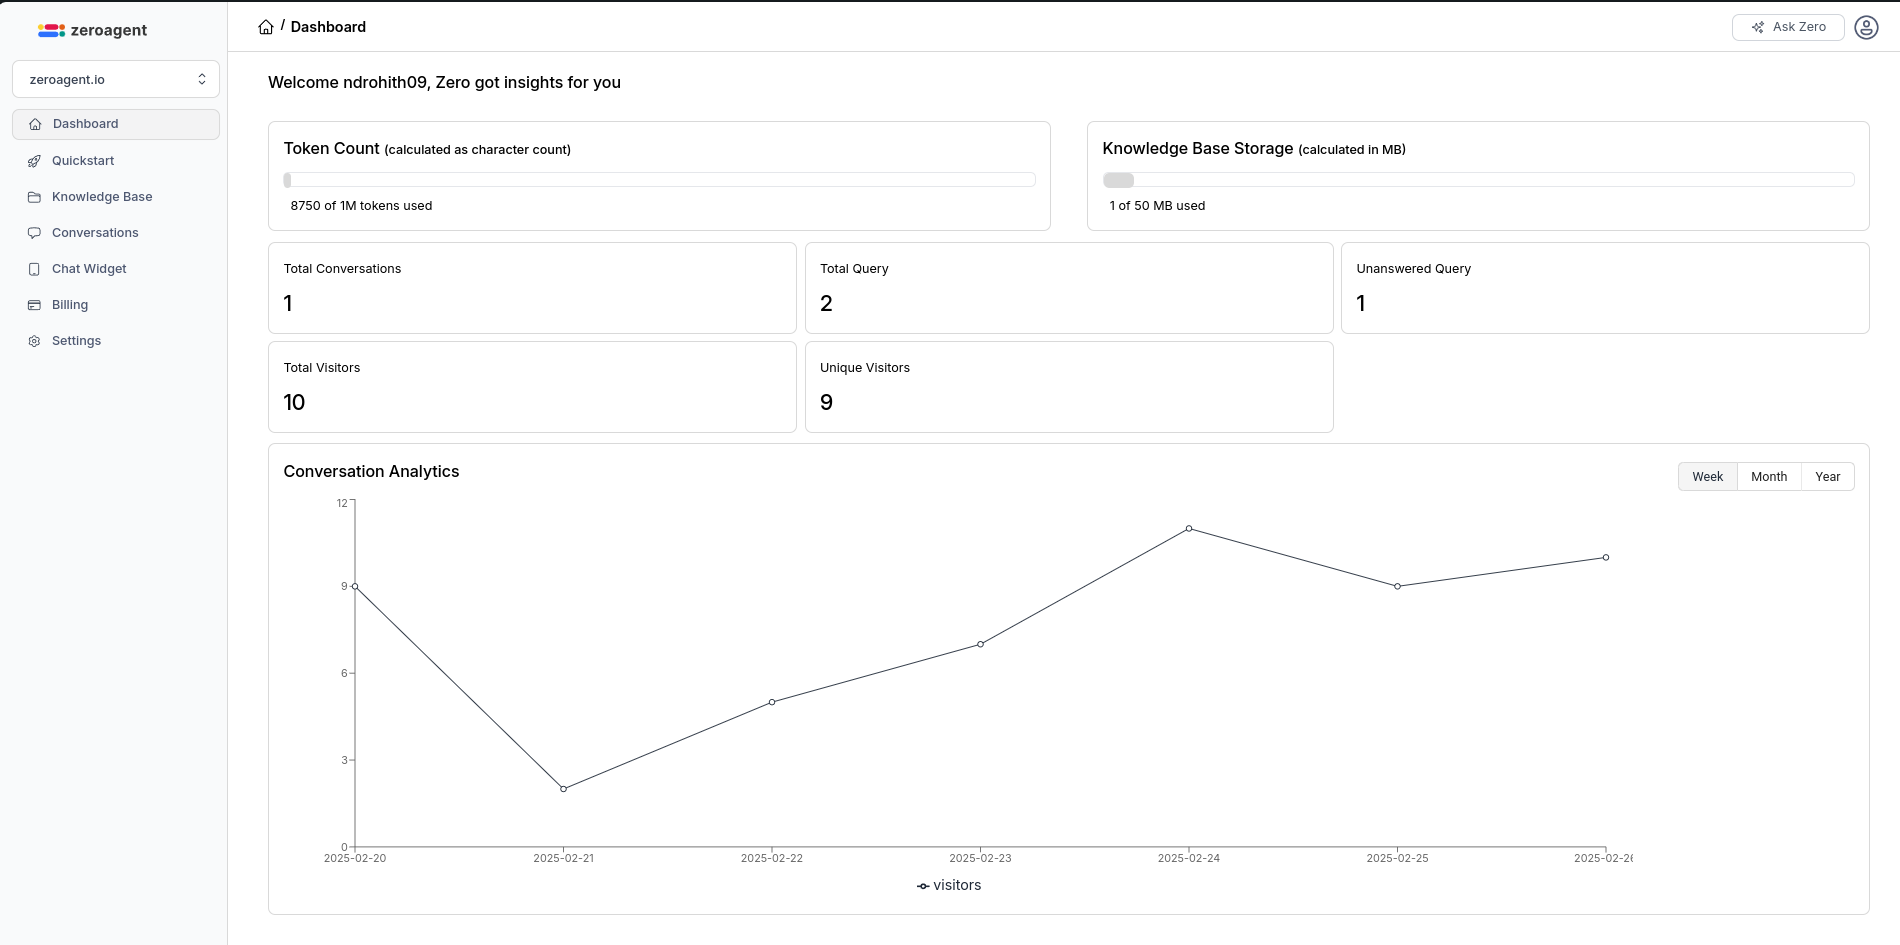 zeroagent
zeroagent.io
Dashboard
Quickstart
Knowledge Base
Conversations
Chat Widget
Billing
Settings
/ Dashboard
Ask Zero
Welcome ndrohith09, Zero got insights for you
Token Count (calculated as character count)
8750 of 1M tokens used
Knowledge Base Storage (calculated in MB)
1 of 50 MB used
Total Conversations
1
Total Query
2
Unanswered Query
1
Total Visitors
10
Unique Visitors
9
Conversation Analytics
Week Month Year
12
9
6
3
0
2025-02-20 2025-02-21 2025-02-22 2025-02-23 2025-02-24 2025-02-25 2025-02-26
visitors